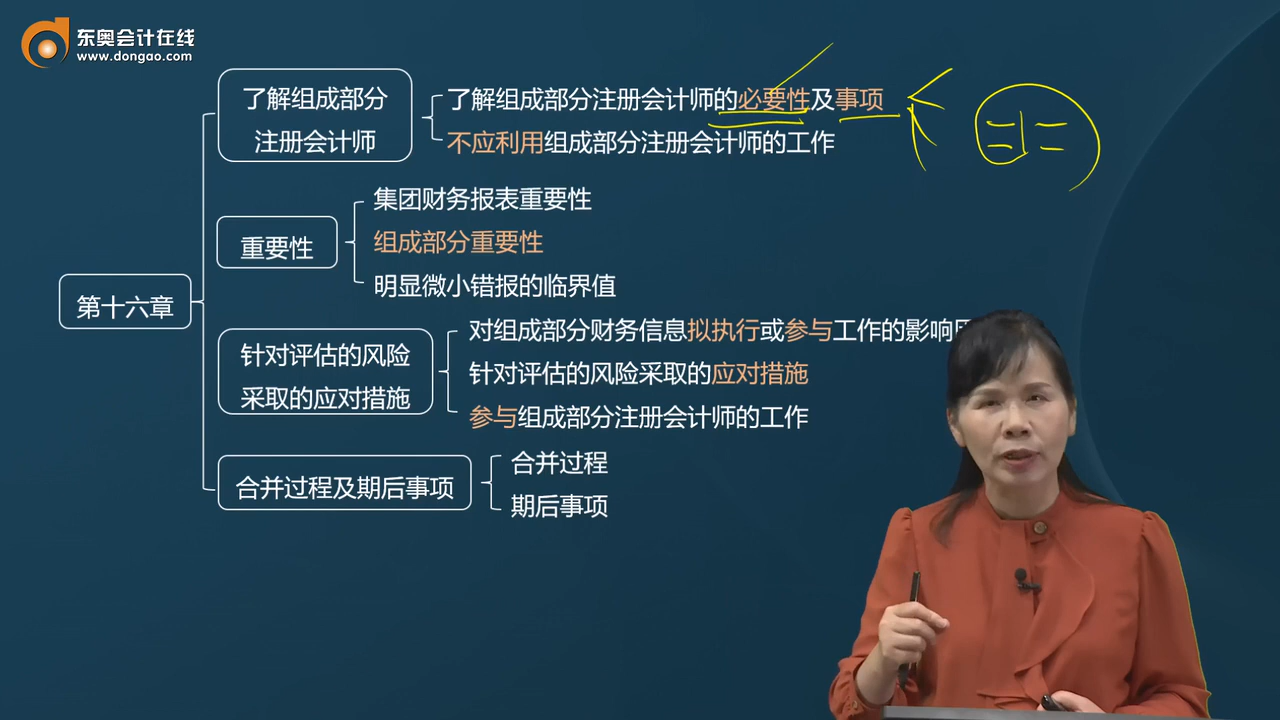 东奥会计在线
www.dongao.com
第十六章
了解组成部分
注册会计师
了解组成部分注册会计师的必要性及事项
不应利用组成部分注册会计师的工作
重要性
集团财务报表重要性
组成部分重要性
明显微小错报的临界值
针对评估的风险
采取的应对措施
对组成部分财务信息拟执行或参与工作的影响
针对评估的风险采取的应对措施
参与组成部分注册会计师的工作
合并过程及期后事项
合并过程
期后事项